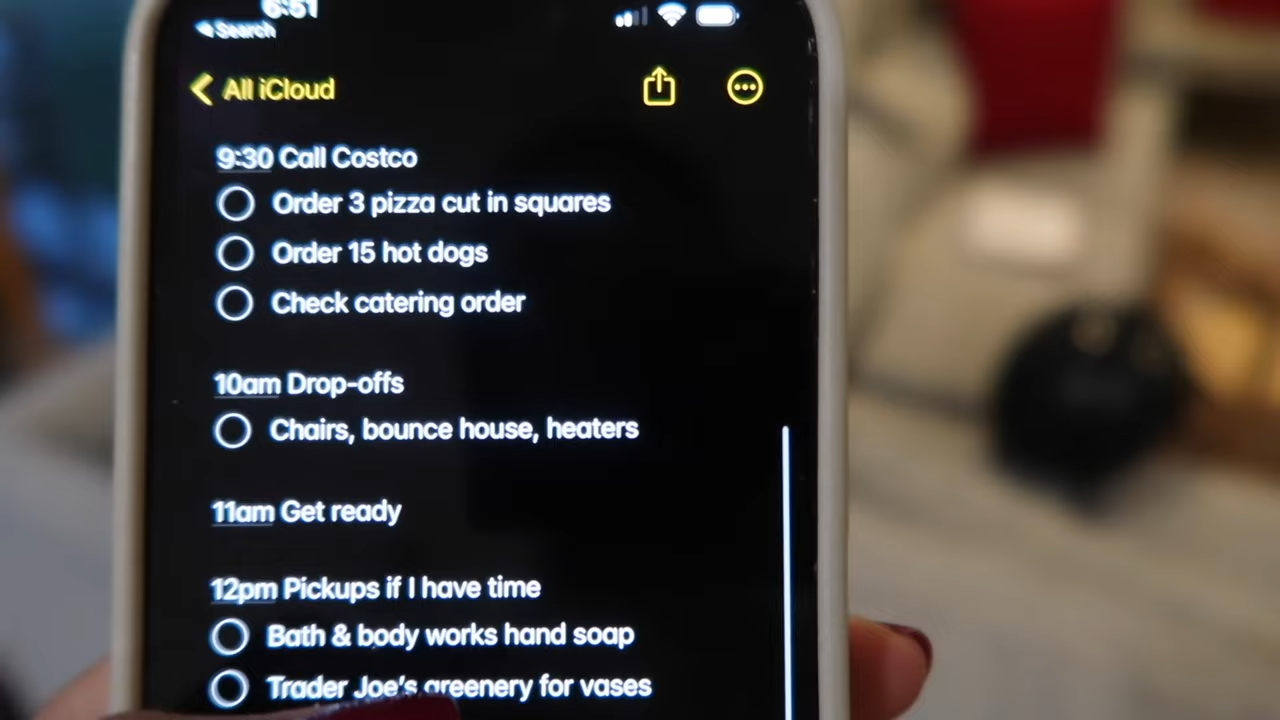 6:51
Search
All iCloud
9:30 Call Costco
Order 3 pizza cut in squares
Order 15 hot dogs
Check catering order
10am Drop-offs
Chairs, bounce house, heaters
11am Get ready
12pm Pickups if I have time
Bath & body works hand soap
Trader Joe's greenery for vases